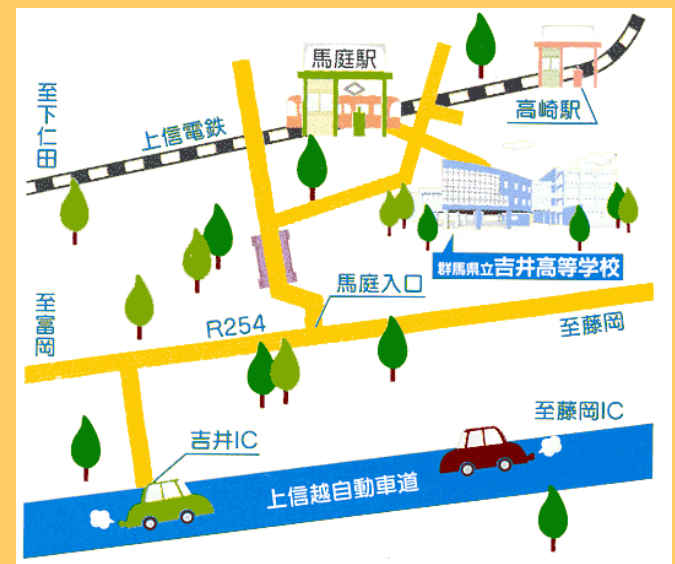 馬庭駅
至下仁田
上信電鉄
高崎駅
群馬県立吉井高等学校
馬庭入口
至富岡
R254
至藤岡
至藤岡IC
吉井IC
上信越自動車道